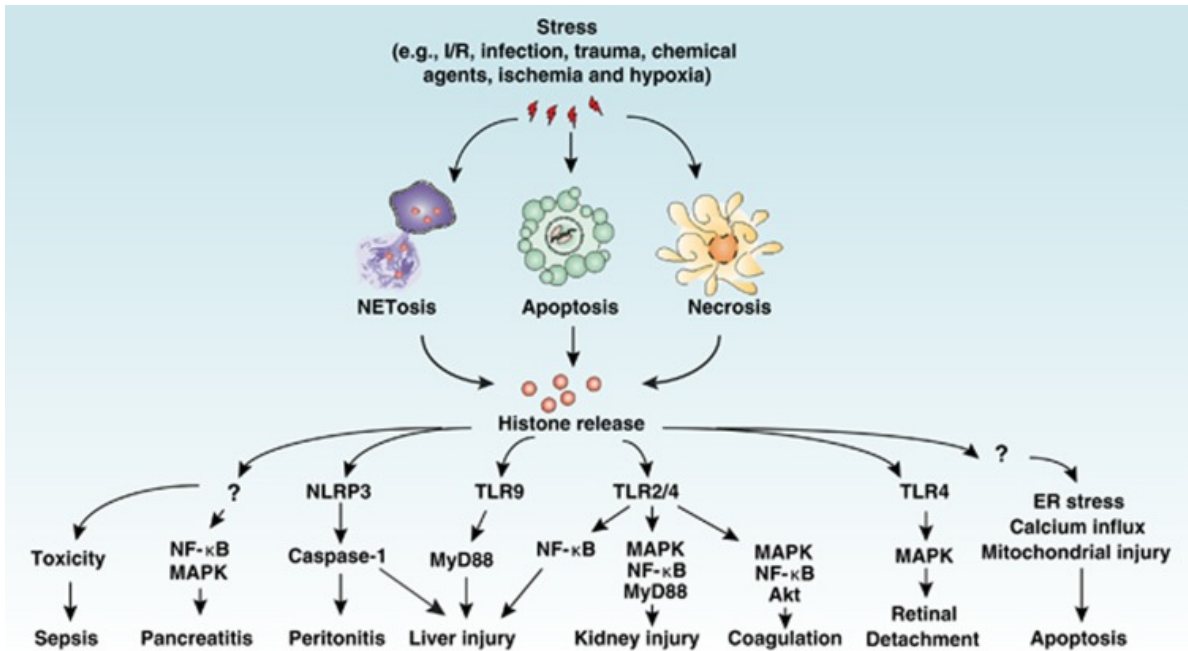 Stress
(e.g., I/R, infection, trauma, chemical
agents, ischemia and hypoxia)
NETosis
Apoptosis
Necrosis
Histone release
?
?
NLRP3
TLR9
TLR2/4
TLR4
ER stress
Calcium influx
Mitochondrial injury
Toxicity
NF-κB
MAPK
Caspase-1
MyD88
NF-κB
MAPK
NF-κB
MyD88
MAPK
NF-κB
Akt
MAPK
Sepsis
Pancreatitis
Peritonitis
Liver injury
Kidney injury
Coagulation
Retinal
Detachment
Apoptosis